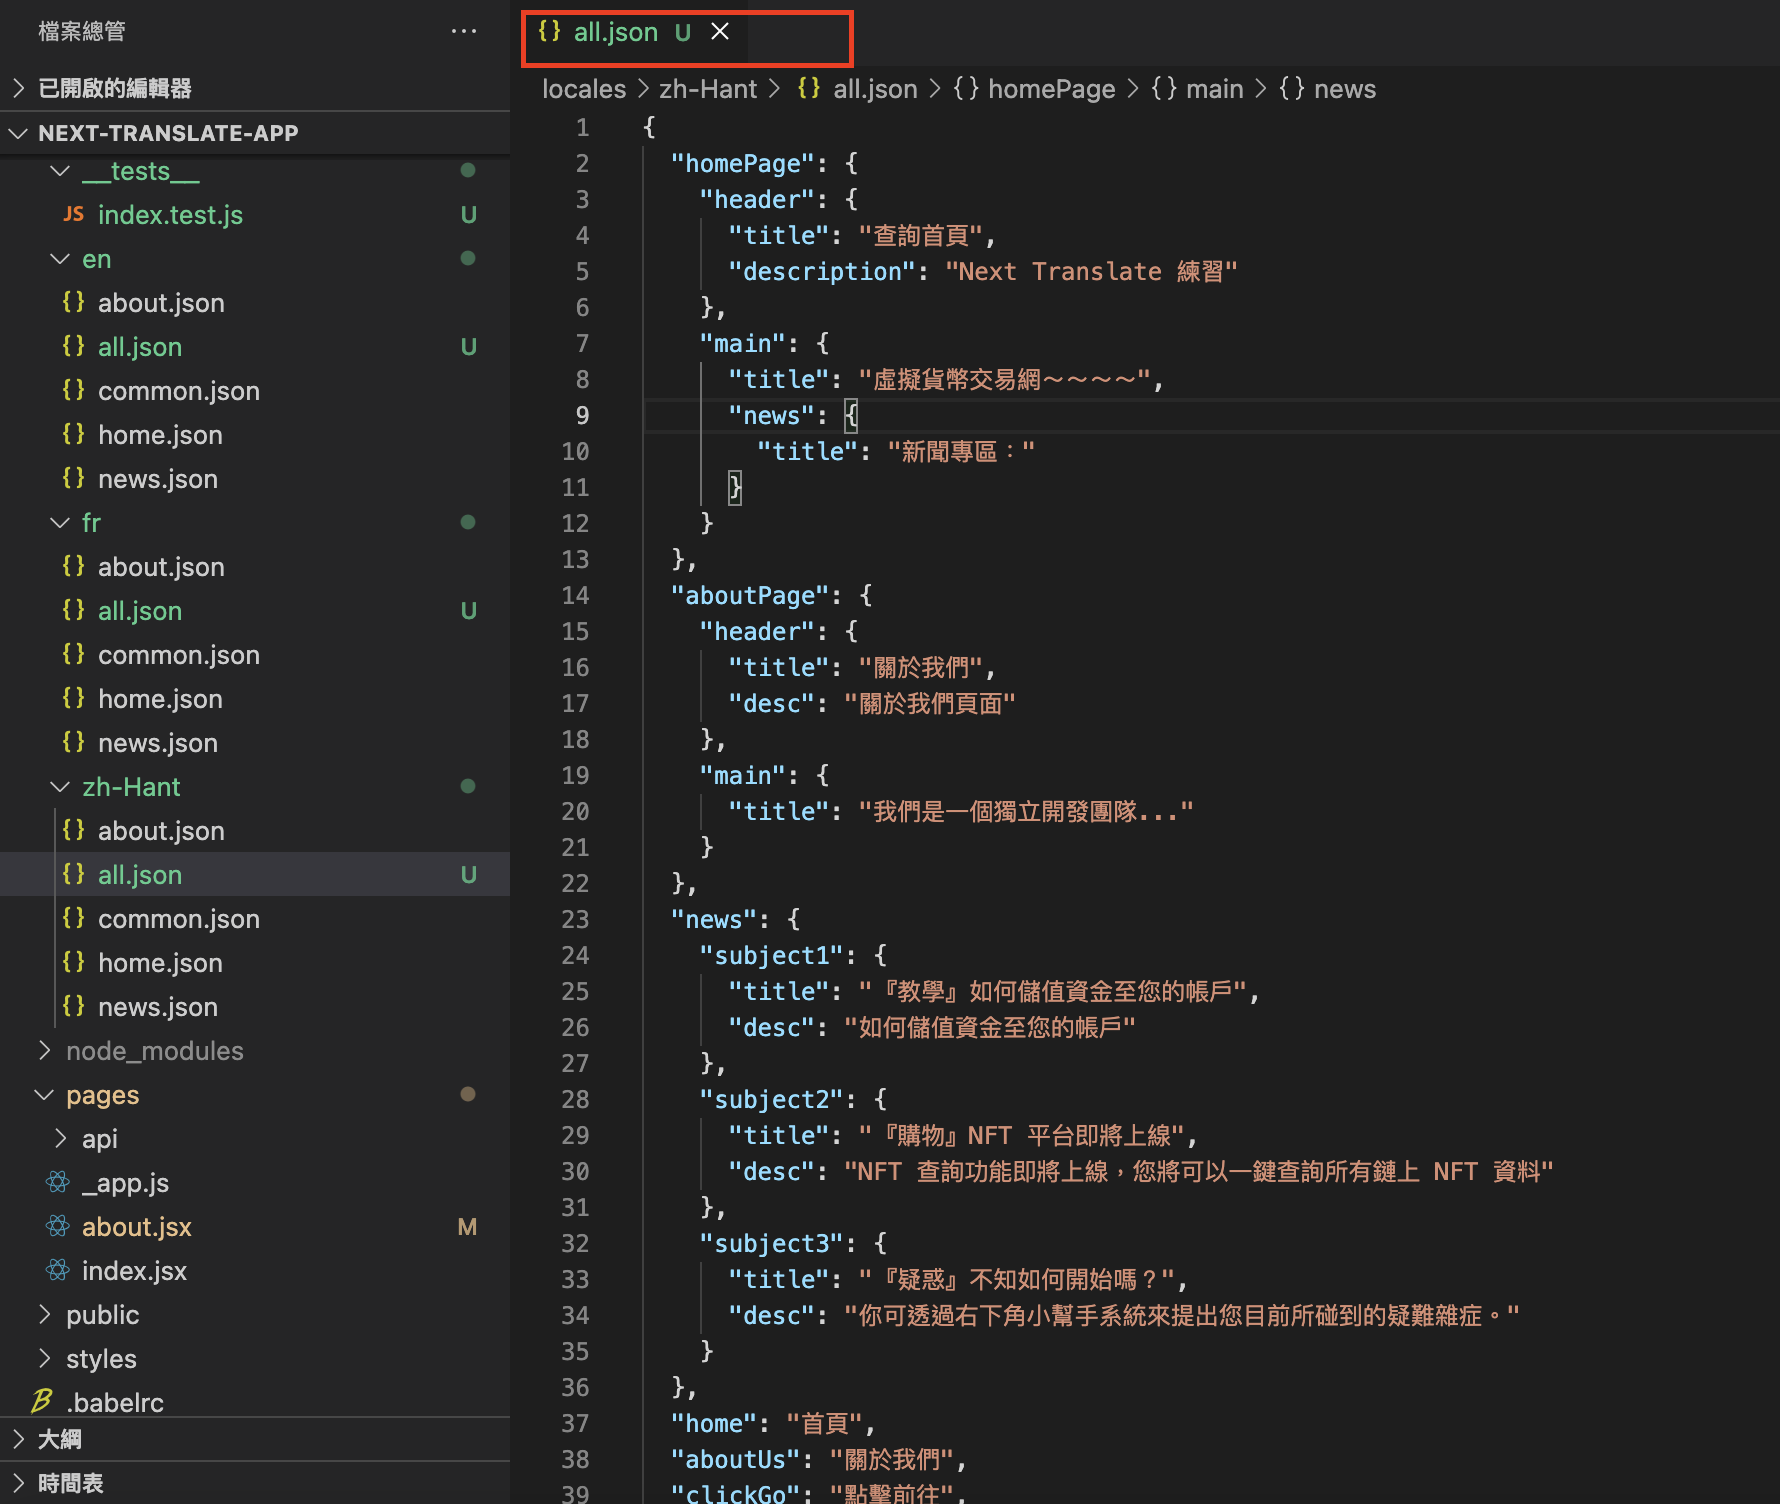 檔案總管
已開啟的編輯器
NEXT-TRANSLATE-APP
__tests__
JS index.test.js U
en
{} about.json
{} all.json U
{} common.json
{} home.json
{} news.json
fr
{} about.json
{} all.json U
{} common.json
{} home.json
{} news.json
zh-Hant
{} about.json
{} all.json U
{} common.json
{} home.json
{} news.json
node_modules
pages
api
_app.js
about.jsx M
index.jsx
public
styles
.babelrc
大綱
時間表
{} all.json U
locales > zh-Hant > {} all.json > {} homePage > {} main > {} news
1 {
2 "homePage": {
3 "header": {
4 "title": "查詢首頁",
5 "description": "Next Translate 練習"
6 },
7 "main": {
8 "title": "虛擬貨幣交易網～～～～",
9 "news": {
10 "title": "新聞專區："
11 }
12 }
13 },
14 "aboutPage": {
15 "header": {
16 "title": "關於我們",
17 "desc": "關於我們頁面"
18 },
19 "main": {
20 "title": "我們是一個獨立開發團隊..."
21 }
22 },
23 "news": {
24 "subject1": {
25 "title": "『教學』如何儲值資金至您的帳戶",
26 "desc": "如何儲值資金至您的帳戶"
27 },
28 "subject2": {
29 "title": "『購物』NFT 平台即將上線",
30 "desc": "NFT 查詢功能即將上線，您將可以一鍵查詢所有鏈上 NFT 資料"
31 },
32 "subject3": {
33 "title": "『疑惑』不知如何開始嗎？",
34 "desc": "你可透過右下角小幫手系統來提出您目前所碰到的疑難雜症。"
35 }
36 },
37 "home": "首頁",
38 "aboutUs": "關於我們",
39 "clickGo": "點擊前往",